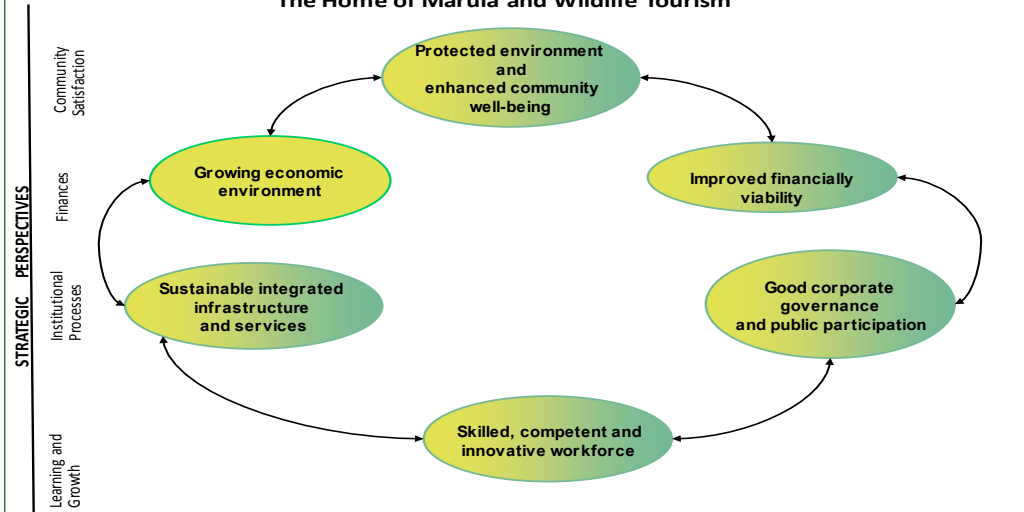 The Home of Marula and Wildlife Tourism
STRATEGIC PERSPECTIVES
Community
Satisfaction
Protected environment
and
enhanced community
well-being
Finances
Growing economic
environment
Improved financially
viability
Institutional
Processes
Sustainable integrated
infrastructure
and services
Good corporate
governance
and public participation
Learning and
Growth
Skilled, competent and
innovative workforce